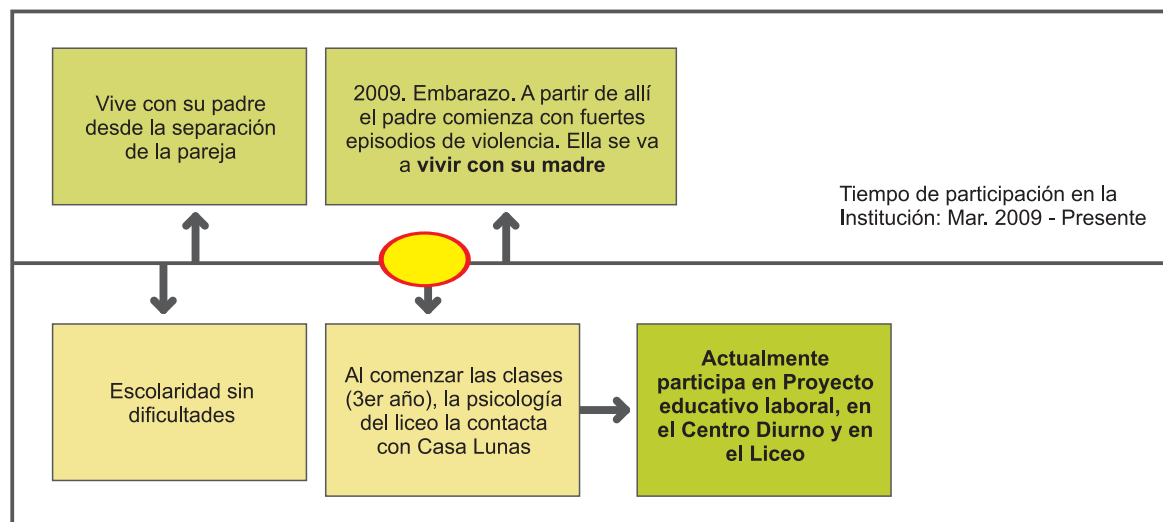 Vive con su padre
desde la separación
de la pareja
2009. Embarazo. A partir de allí
el padre comienza con fuertes
episodios de violencia. Ella se va
a vivir con su madre
Tiempo de participación en la
Institución: Mar. 2009 - Presente
Escolaridad sin
dificultades
Al comenzar las clases
(3er año), la psicología
del liceo la contacta
con Casa Lunas
Actualmente
participa en Proyecto
educativo laboral, en
el Centro Diurno y en
el Liceo